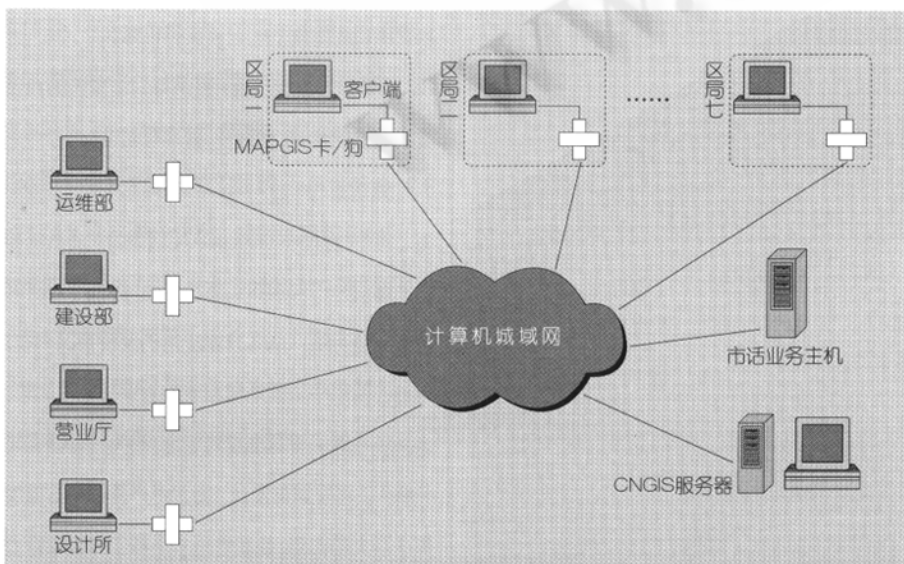 区局一
客户端
MAPGIS卡/狗
区局二
……
区局七
运维部
建设部
营业厅
设计所
计算机城域网
市话业务主机
CNGIS服务器